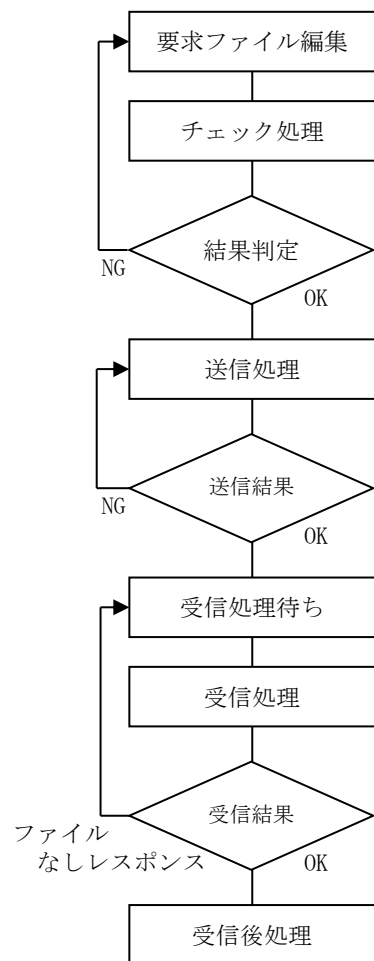 要求ファイル編集
チェック処理
結果判定
NG
OK
送信処理
送信結果
NG
OK
受信処理待ち
受信処理
受信結果
ファイル
なしレスポンス
OK
受信後処理